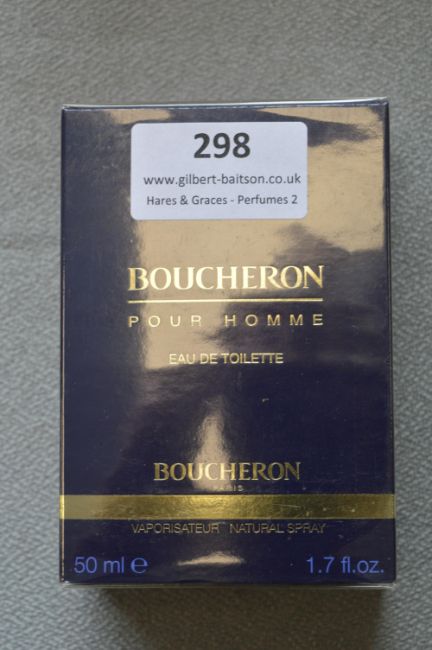 298
www.gilbert-baitson.co.uk
Hares & Graces - Perfumes 2
BOUCHERON
POUR HOMME
EAU DE TOILETTE
BOUCHERON
PARIS
VAPORISATEUR NATURAL SPRAY
50 ml e 1.7 fl.oz.